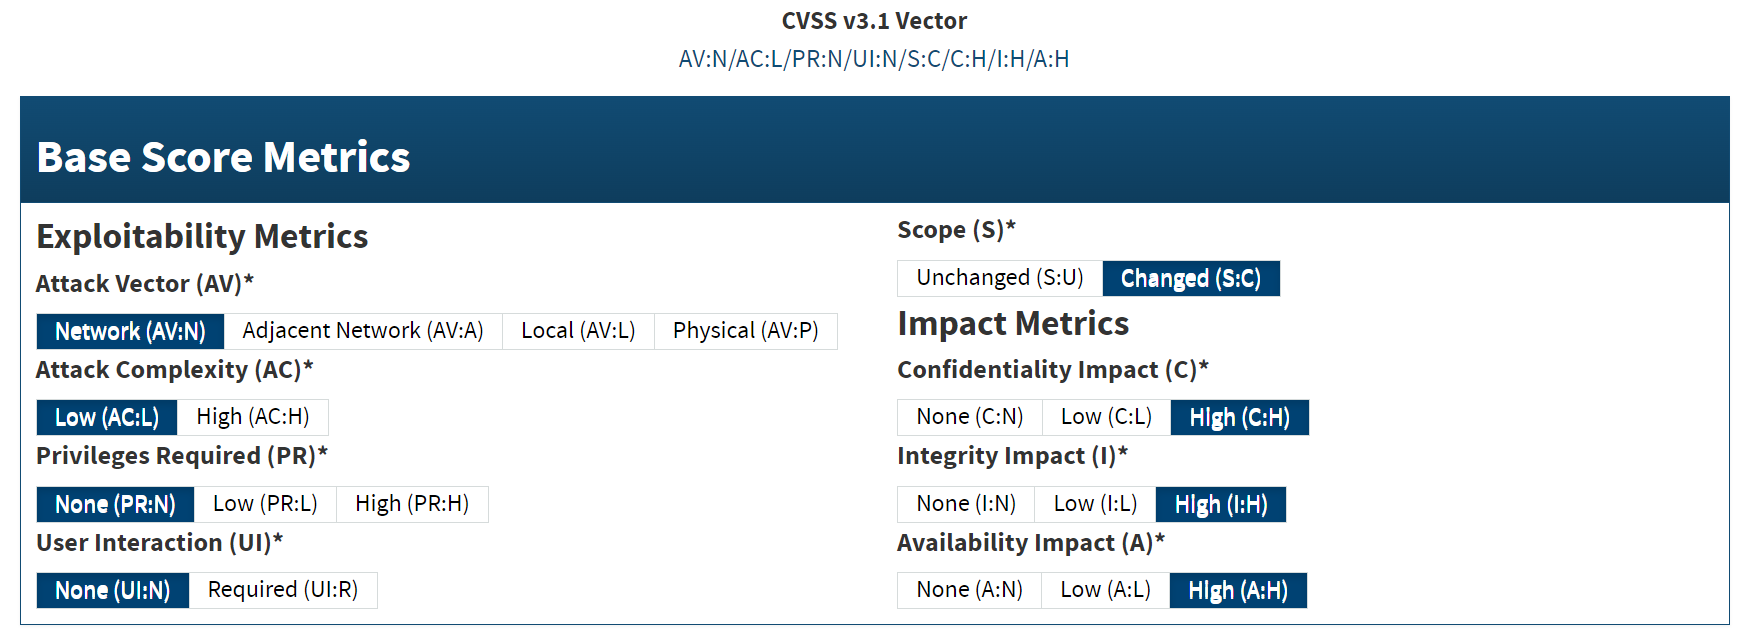 CVSS v3.1 Vector
AV:N/AC:L/PR:N/UI:N/S:C/C:H/I:H/A:H
Base Score Metrics
Exploitability Metrics
Attack Vector (AV)*
Network (AV:N) Adjacent Network (AV:A) Local (AV:L) Physical (AV:P)
Attack Complexity (AC)*
Low (AC:L) High (AC:H)
Privileges Required (PR)*
None (PR:N) Low (PR:L) High (PR:H)
User Interaction (UI)*
None (UI:N) Required (UI:R)
Scope (S)*
Unchanged (S:U) Changed (S:C)
Impact Metrics
Confidentiality Impact (C)*
None (C:N) Low (C:L) High (C:H)
Integrity Impact (I)*
None (I:N) Low (I:L) High (I:H)
Availability Impact (A)*
None (A:N) Low (A:L) High (A:H)